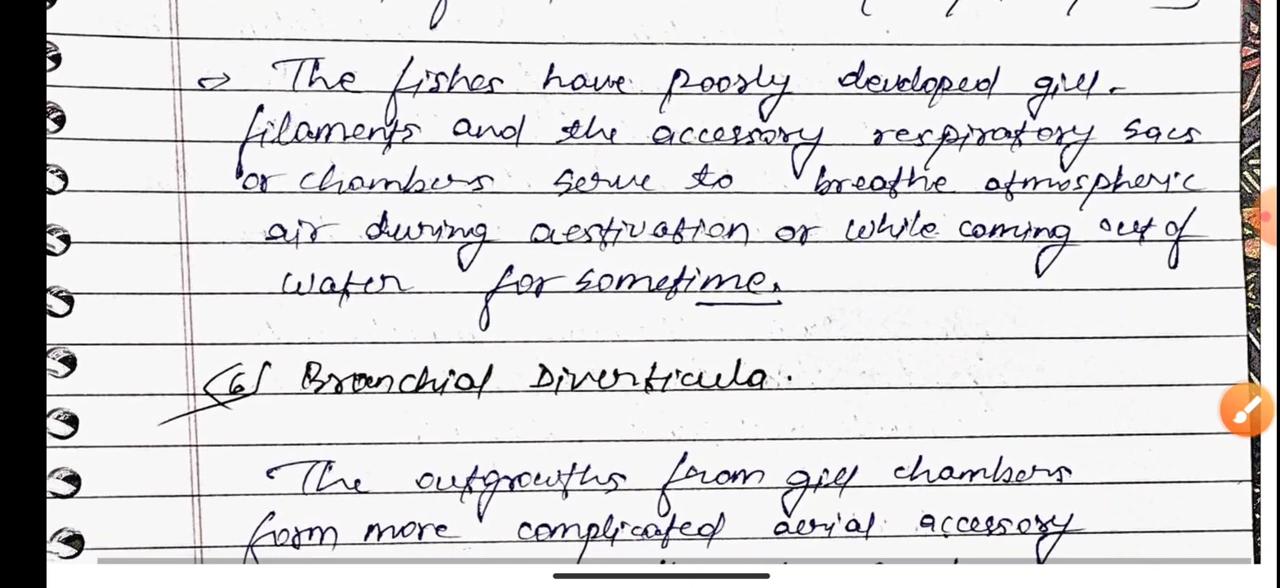 ⇒ The fishes have poorly developed gill-
filaments and the accessory respiratory sacs
or chambers serve to breathe atmospheric
air during aestivation or while coming out of
water for sometime.
(6) Branchial Diverticula.
The outgrowths from gill chambers
form more complicated aerial accessory